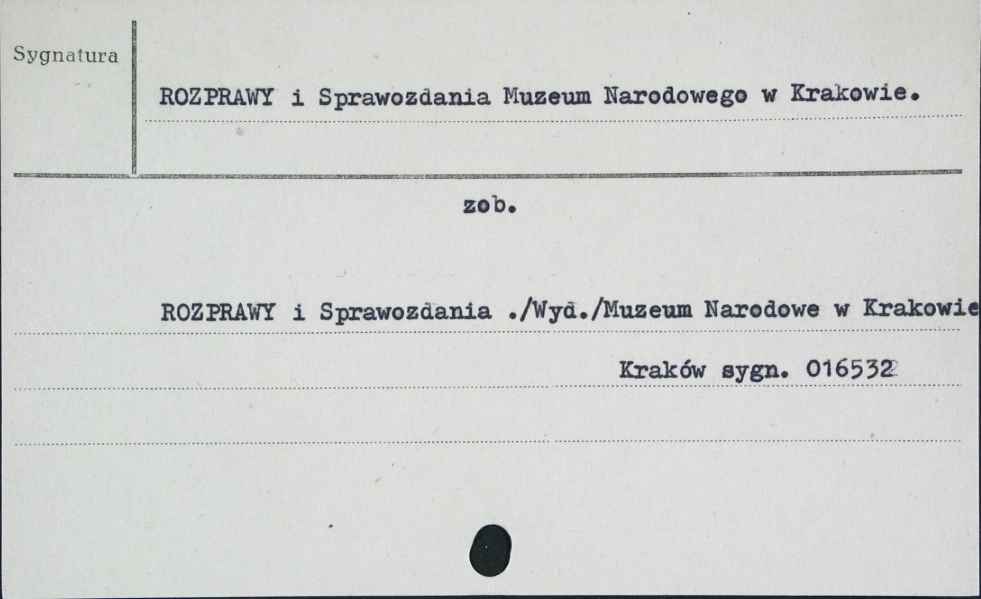 Sygnatura
ROZPRAWY i Sprawozdania Muzeum Narodowego w Krakowie.
zob.
ROZPRAWY i Sprawozdania ./Wyd./Muzeum Narodowe w Krakowie
Kraków sygn. 016532